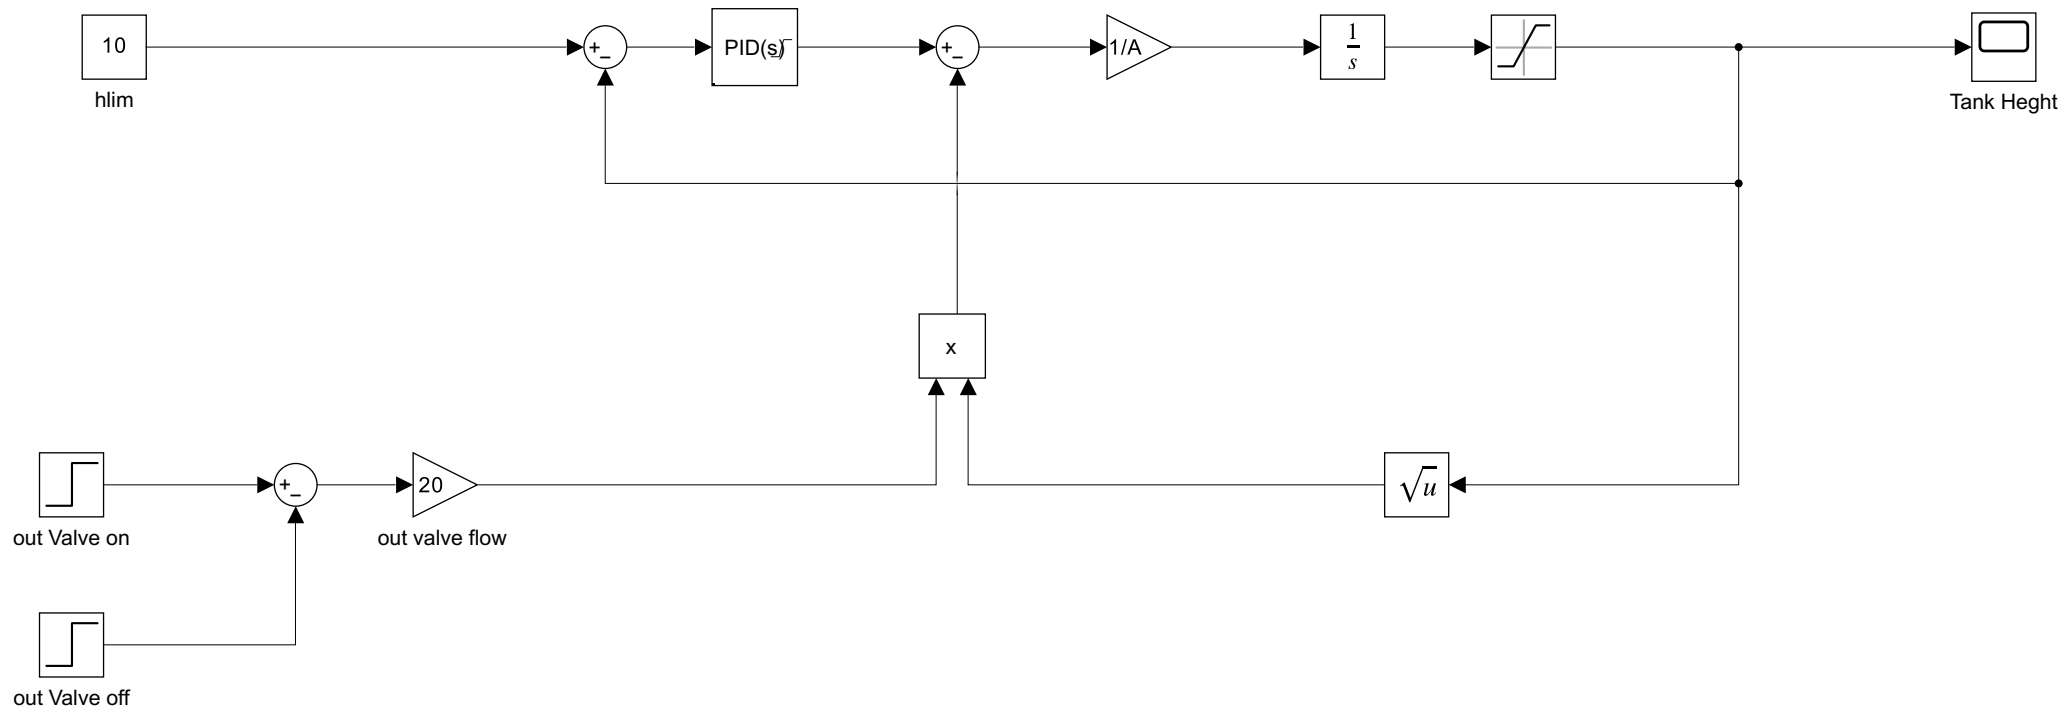 10
hlim
+
−
PID(s)
+
−
1/A
1
s
Tank Heght
x
out Valve on
+
−
20
out valve flow
√u
out Valve off